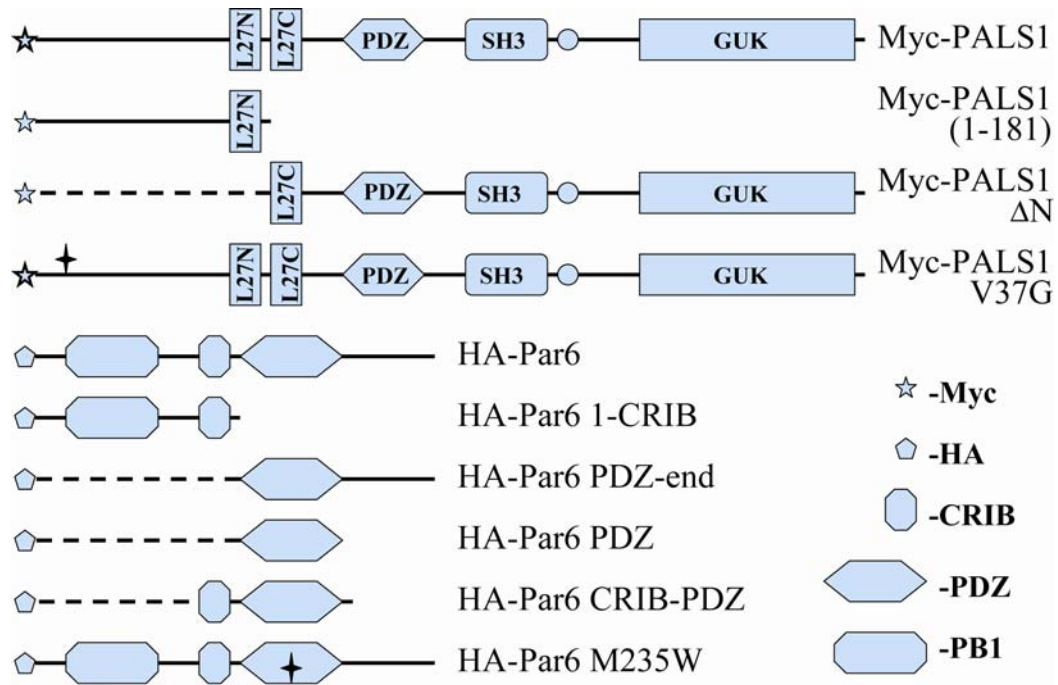 L27N L27C PDZ SH3 GUK Myc-PALS1
L27N Myc-PALS1
(1-181)
L27C PDZ SH3 GUK Myc-PALS1
ΔN
L27N L27C PDZ SH3 GUK Myc-PALS1
V37G
HA-Par6
HA-Par6 1-CRIB
HA-Par6 PDZ-end
HA-Par6 PDZ
HA-Par6 CRIB-PDZ
HA-Par6 M235W
-Myc
-HA
-CRIB
-PDZ
-PB1